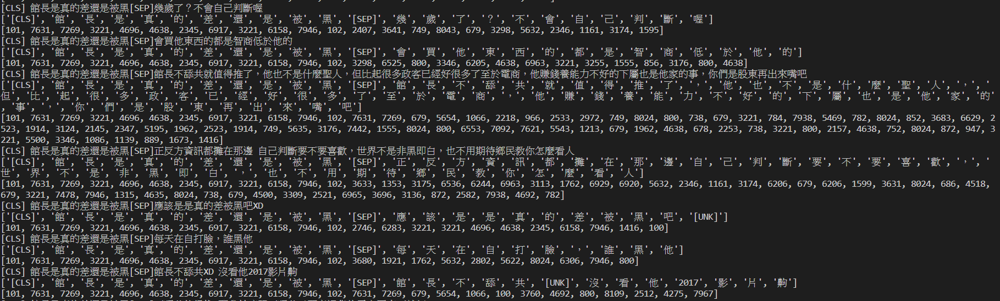 [CLS] 館長是真的差還是被黑[SEP]幾歲了？不會自己判斷喔
['[CLS]', '館', '長', '是', '真', '的', '差', '還', '是', '被', '黑', '[SEP]', '幾', '歲', '了', '？', '不', '會', '自', '己', '判', '斷', '喔']
[101, 7631, 7269, 3221, 4696, 4638, 2345, 6917, 3221, 6158, 7946, 102, 2407, 3641, 749, 8043, 679, 3298, 5632, 2346, 1161, 3174, 1595]
[CLS] 館長是真的差還是被黑[SEP]會買他東西的都是智商低於他的
['[CLS]', '館', '長', '是', '真', '的', '差', '還', '是', '被', '黑', '[SEP]', '會', '買', '他', '東', '西', '的', '都', '是', '智', '商', '低', '於', '他', '的']
[101, 7631, 7269, 3221, 4696, 4638, 2345, 6917, 3221, 6158, 7946, 102, 3298, 6525, 800, 3346, 6205, 4638, 6963, 3221, 3255, 1555, 856, 3176, 800, 4638]
[CLS] 館長是真的差還是被黑[SEP]館長不舔共就值得推了，他也不是什麼聖人，但比起很多政客已經好很多了至於電商，他賺錢養能力不好的下屬也是他家的事，你們是股東再出來嘴吧
['[CLS]', '館', '長', '是', '真', '的', '差', '還', '是', '被', '黑', '[SEP]', '館', '長', '不', '舔', '共', '就', '值', '得', '推', '了', '，', '他', '也', '不', '是', '什', '麼', '聖', '人', '，', '
但', '比', '起', '很', '多', '政', '客', '已', '經', '好', '很', '多', '了', '至', '於', '電', '商', '，', '他', '賺', '錢', '養', '能', '力', '不', '好', '的', '下', '屬', '也', '是', '他', '家', '的'
, '事', '，', '你', '們', '是', '股', '東', '再', '出', '來', '嘴', '吧']
[101, 7631, 7269, 3221, 4696, 4638, 2345, 6917, 3221, 6158, 7946, 102, 7631, 7269, 679, 5654, 1066, 2218, 966, 2533, 2972, 749, 8024, 800, 738, 679, 3221, 784, 7938, 5469, 782, 8024, 852, 3683, 6629, 2
523, 1914, 3124, 2145, 2347, 5195, 1962, 2523, 1914, 749, 5635, 3176, 7442, 1555, 8024, 800, 6553, 7092, 7621, 5543, 1213, 679, 1962, 4638, 678, 2253, 738, 3221, 800, 2157, 4638, 752, 8024, 872, 947, 3
221, 5500, 3346, 1086, 1139, 889, 1673, 1416]
[CLS] 館長是真的差還是被黑[SEP]正反方資訊都攤在那邊 自己判斷要不要喜歡，世界不是非黑即白，也不用期待鄉民教你怎麼看人
['[CLS]', '館', '長', '是', '真', '的', '差', '還', '是', '被', '黑', '[SEP]', '正', '反', '方', '資', '訊', '都', '攤', '在', '那', '邊', '自', '己', '判', '斷', '要', '不', '要', '喜', '歡', '，', '
世', '界', '不', '是', '非', '黑', '即', '白', '，', '也', '不', '用', '期', '待', '鄉', '民', '教', '你', '怎', '麼', '看', '人']
[101, 7631, 7269, 3221, 4696, 4638, 2345, 6917, 3221, 6158, 7946, 102, 3633, 1353, 3175, 6536, 6244, 6963, 3113, 1762, 6929, 6920, 5632, 2346, 1161, 3174, 6206, 679, 6206, 1599, 3631, 8024, 686, 4518,
679, 3221, 7478, 7946, 1315, 4635, 8024, 738, 679, 4500, 3309, 2521, 6965, 3696, 3136, 872, 2582, 7938, 4692, 782]
[CLS] 館長是真的差還是被黑[SEP]應該是是真的差被黑吧XD
['[CLS]', '館', '長', '是', '真', '的', '差', '還', '是', '被', '黑', '[SEP]', '應', '該', '是', '是', '真', '的', '差', '被', '黑', '吧', '[UNK]']
[101, 7631, 7269, 3221, 4696, 4638, 2345, 6917, 3221, 6158, 7946, 102, 2746, 6283, 3221, 3221, 4696, 4638, 2345, 6158, 7946, 1416, 100]
[CLS] 館長是真的差還是被黑[SEP]每天在自打臉，誰黑他
['[CLS]', '館', '長', '是', '真', '的', '差', '還', '是', '被', '黑', '[SEP]', '每', '天', '在', '自', '打', '臉', '，', '誰', '黑', '他']
[101, 7631, 7269, 3221, 4696, 4638, 2345, 6917, 3221, 6158, 7946, 102, 3680, 1921, 1762, 5632, 2802, 5622, 8024, 6306, 7946, 800]
[CLS] 館長是真的差還是被黑[SEP]館長不舔共XD 沒看他2017影片齁
['[CLS]', '館', '長', '是', '真', '的', '差', '還', '是', '被', '黑', '[SEP]', '館', '長', '不', '舔', '共', '[UNK]', '沒', '看', '他', '2017', '影', '片', '齁']
[101, 7631, 7269, 3221, 4696, 4638, 2345, 6917, 3221, 6158, 7946, 102, 7631, 7269, 679, 5654, 1066, 100, 3760, 4692, 800, 8109, 2512, 4275, 7967]